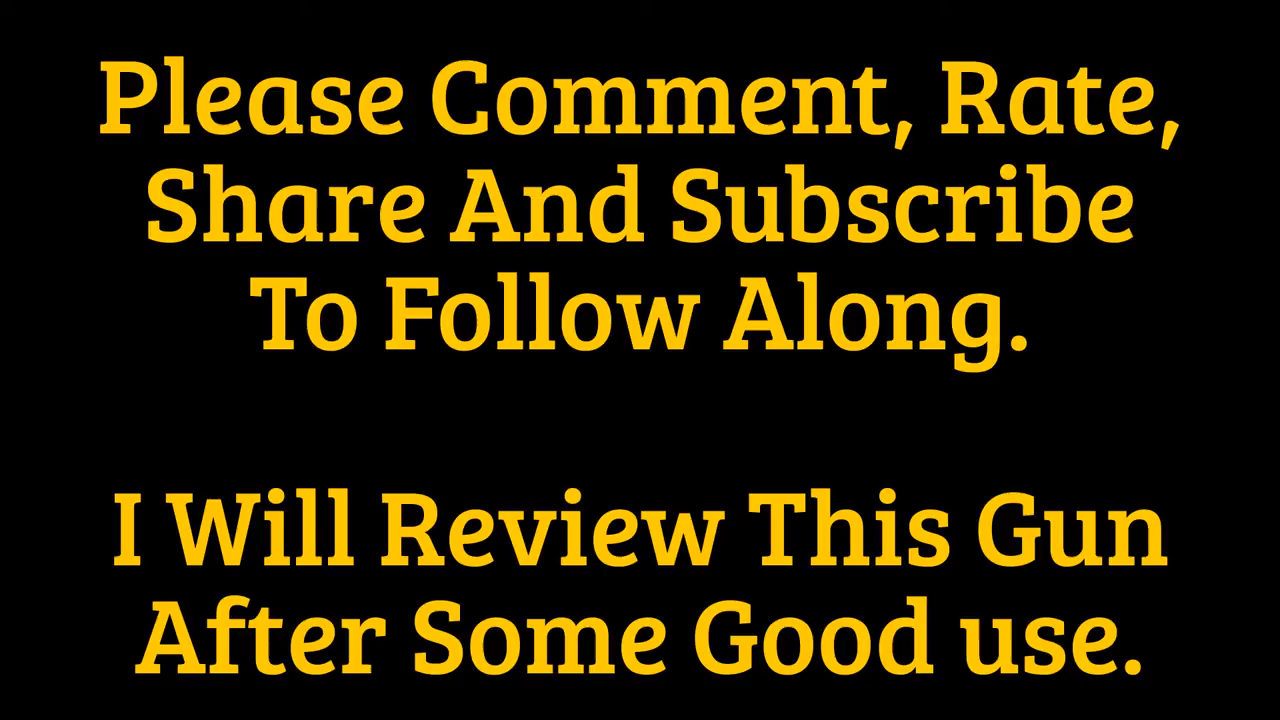 Please Comment, Rate,
Share And Subscribe
To Follow Along.
I Will Review This Gun
After Some Good use.